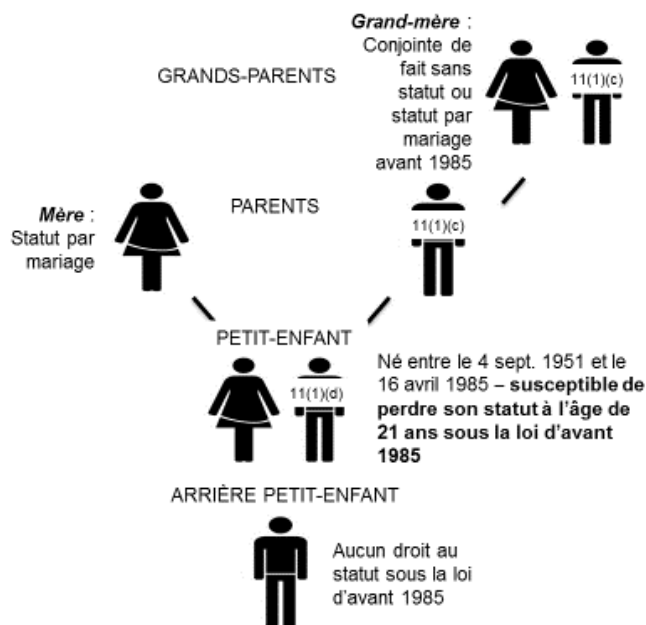 Grand-mère :
Conjointe de
fait sans
statut ou
statut par
mariage
avant 1985
GRANDS-PARENTS
11(1)(c)
PARENTS
Mère :
Statut par
mariage
11(1)(c)
PETIT-ENFANT
11(1)(d)
Né entre le 4 sept. 1951 et le
16 avril 1985 – susceptible de
perdre son statut à l’âge de
21 ans sous la loi d’avant
1985
ARRIÈRE PETIT-ENFANT
Aucun droit au
statut sous la loi
d’avant 1985